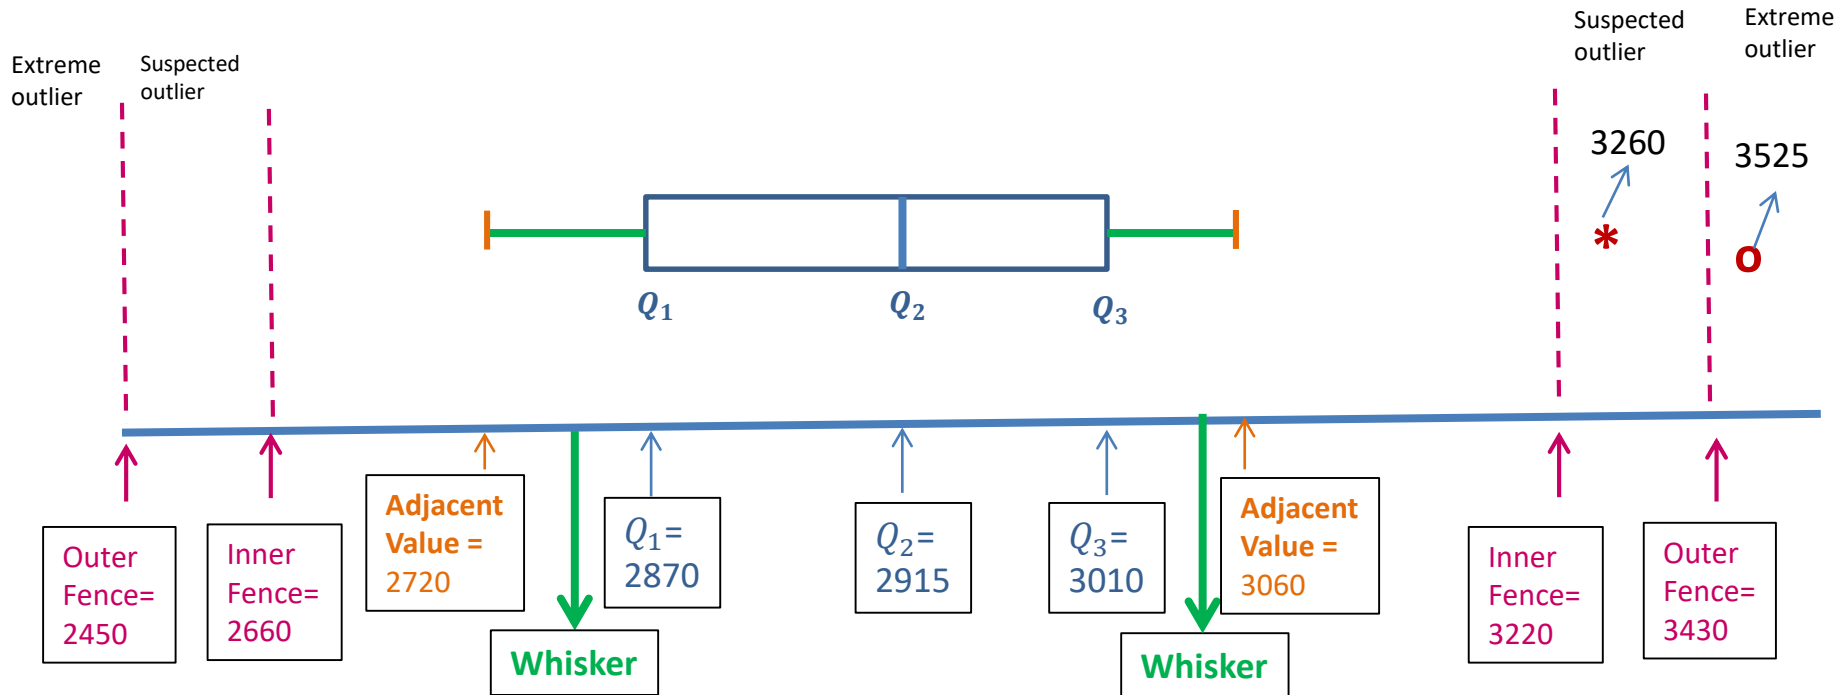 Extreme
outlier
Suspected
outlier
Suspected
outlier
Extreme
outlier
3260
3525
*
o
Q₁
Q₂
Q₃
Outer
Fence=
2450
Inner
Fence=
2660
Adjacent
Value =
2720
Whisker
Q₁=
2870
Q₂=
2915
Q₃=
3010
Whisker
Adjacent
Value =
3060
Inner
Fence=
3220
Outer
Fence=
3430